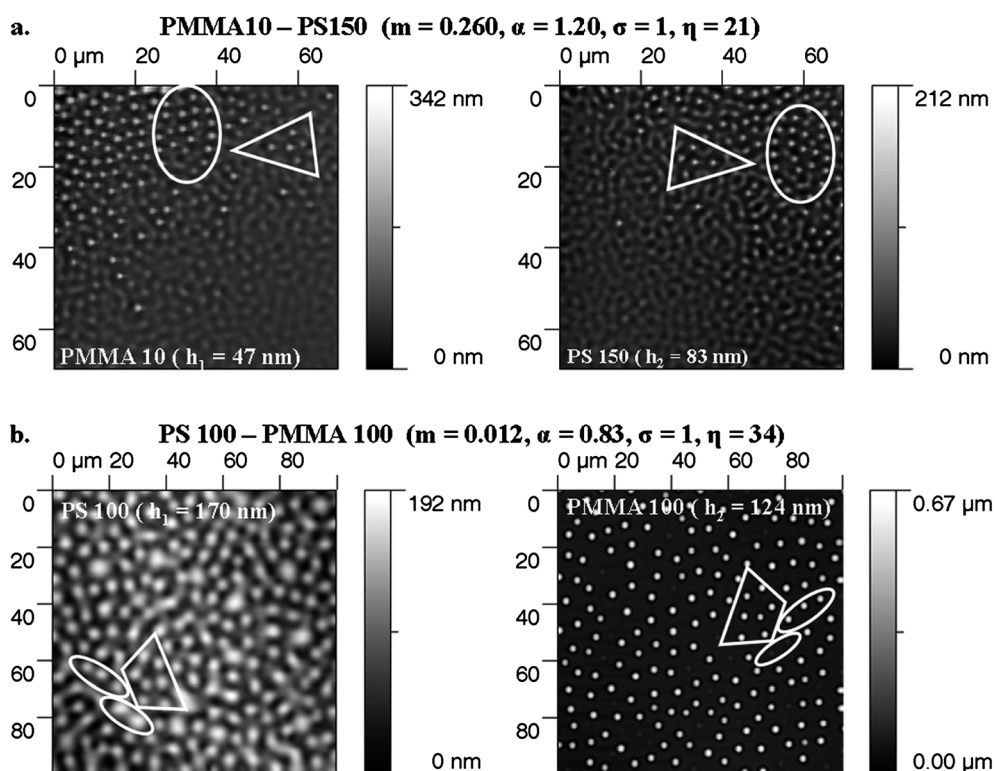 a. PMMA10 – PS150 (m = 0.260, α = 1.20, σ = 1, η = 21)
0 µm 20 40 60
0 µm 20 40 60
0
20
40
60
342 nm
0 nm
0
20
40
60
212 nm
0 nm
PMMA 10 ( h₁ = 47 nm)
PS 150 ( h₂ = 83 nm)
b. PS 100 – PMMA 100 (m = 0.012, α = 0.83, σ = 1, η = 34)
0 µm 20 40 60 80
0 µm 20 40 60 80
PS 100 ( h₁ = 170 nm)
PMMA 100 ( h₂ = 124 nm)
0
20
40
60
80
192 nm
0 nm
0
20
40
60
80
0.67 µm
0.00 µm